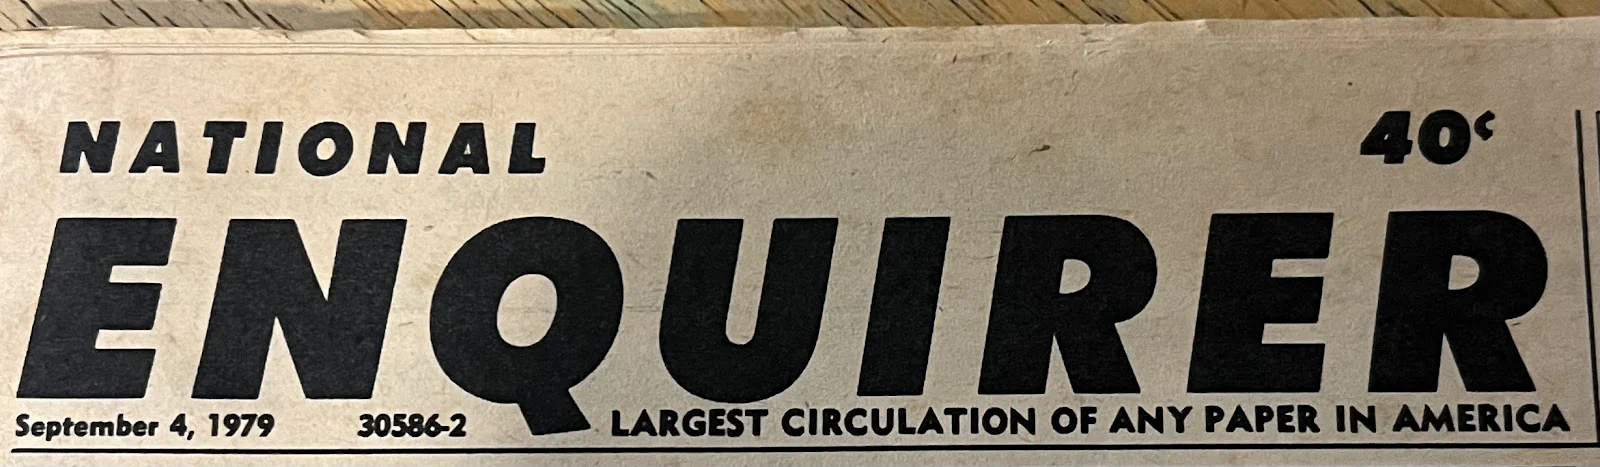 NATIONAL 40¢
ENQUIRER
September 4, 1979 30586-2 LARGEST CIRCULATION OF ANY PAPER IN AMERICA